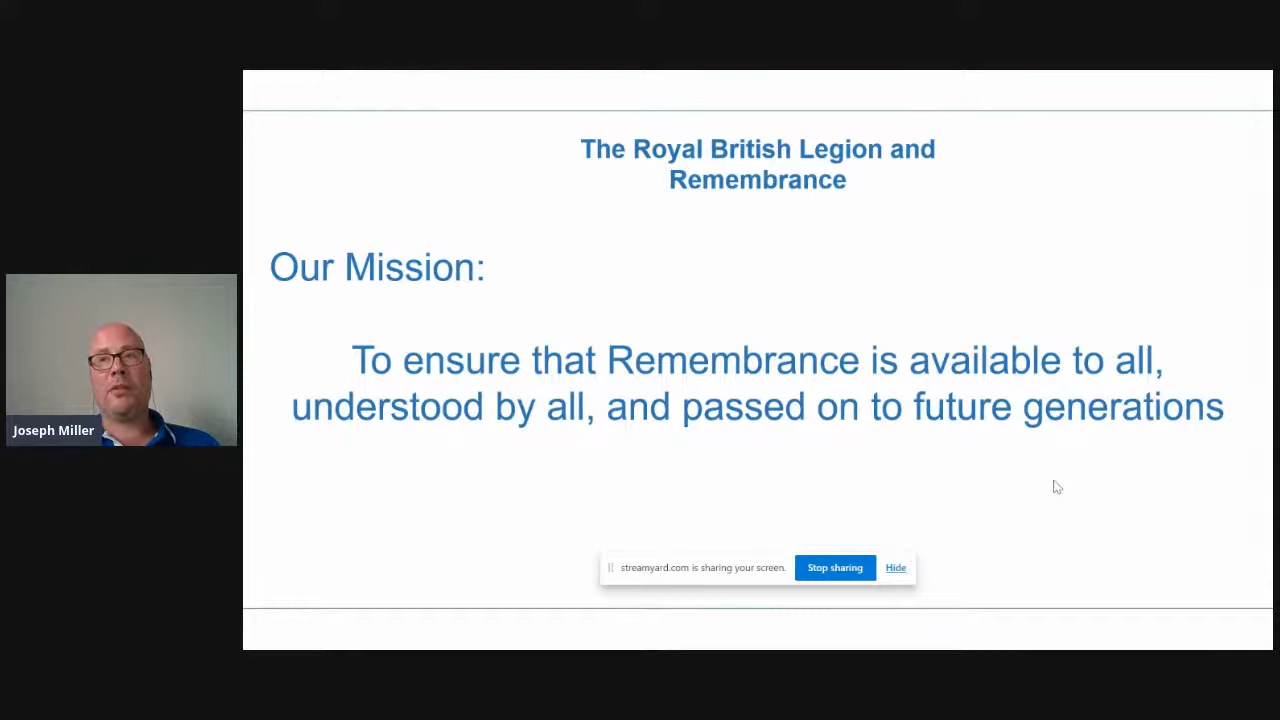 The Royal British Legion and
Remembrance
Our Mission:
To ensure that Remembrance is available to all,
understood by all, and passed on to future generations
Joseph Miller
streamyard.com is sharing your screen. Stop sharing Hide